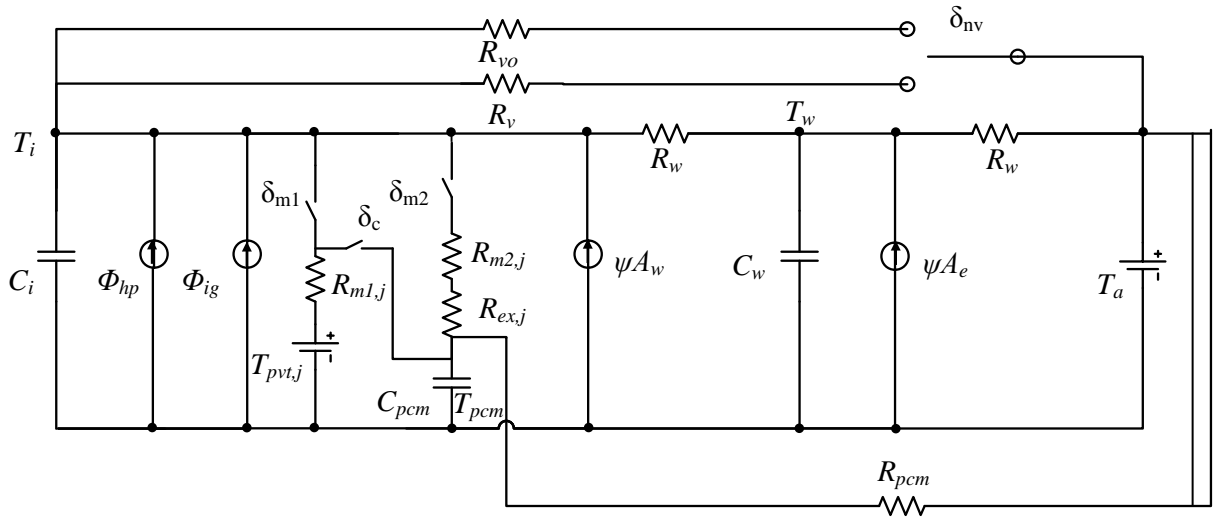 δnv
Rvo
Rv
Ti
Tw
Rw
Rw
δm1
δm2
δc
Ci
Φhp
Φig
Rm1,j
Rm2,j
Rex,j
ψAw
Cw
ψAe
Ta
+
Tpvt,j
+
Cpcm
Tpcm
Rpcm